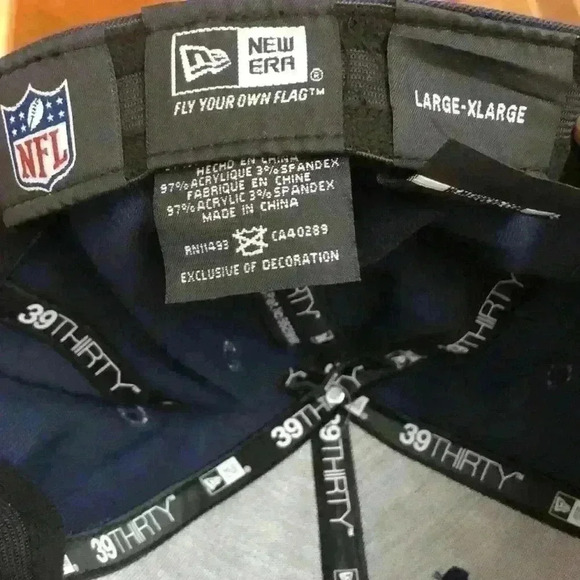 NFL
NEW ERA®
FLY YOUR OWN FLAG™
LARGE-XLARGE
HECHO EN CHINA
97% ACRYLIQUE 3% SPANDEX
FABRIQUE EN CHINE
97% ACRYLIC 3% SPANDEX
MADE IN CHINA
RN11493 CA40289
EXCLUSIVE OF DECORATION
39THIRTY
39THIRTY
39THIRTY
39THIRTY
39THIRTY
39THIRTY